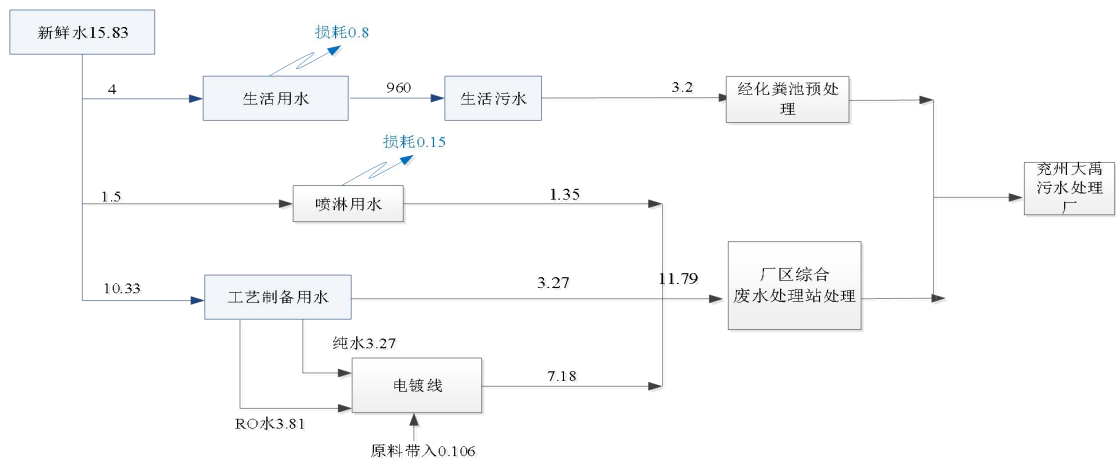 新鲜水15.83
损耗0.8
4
生活用水
960
生活污水
3.2
经化粪池预处
理
损耗0.15
1.5
喷淋用水
1.35
兖州大禹
污水处理
厂
10.33
工艺制备用水
3.27
11.79
厂区综合
废水处理站处理
纯水3.27
电镀线
7.18
RO水3.81
原料带入0.106